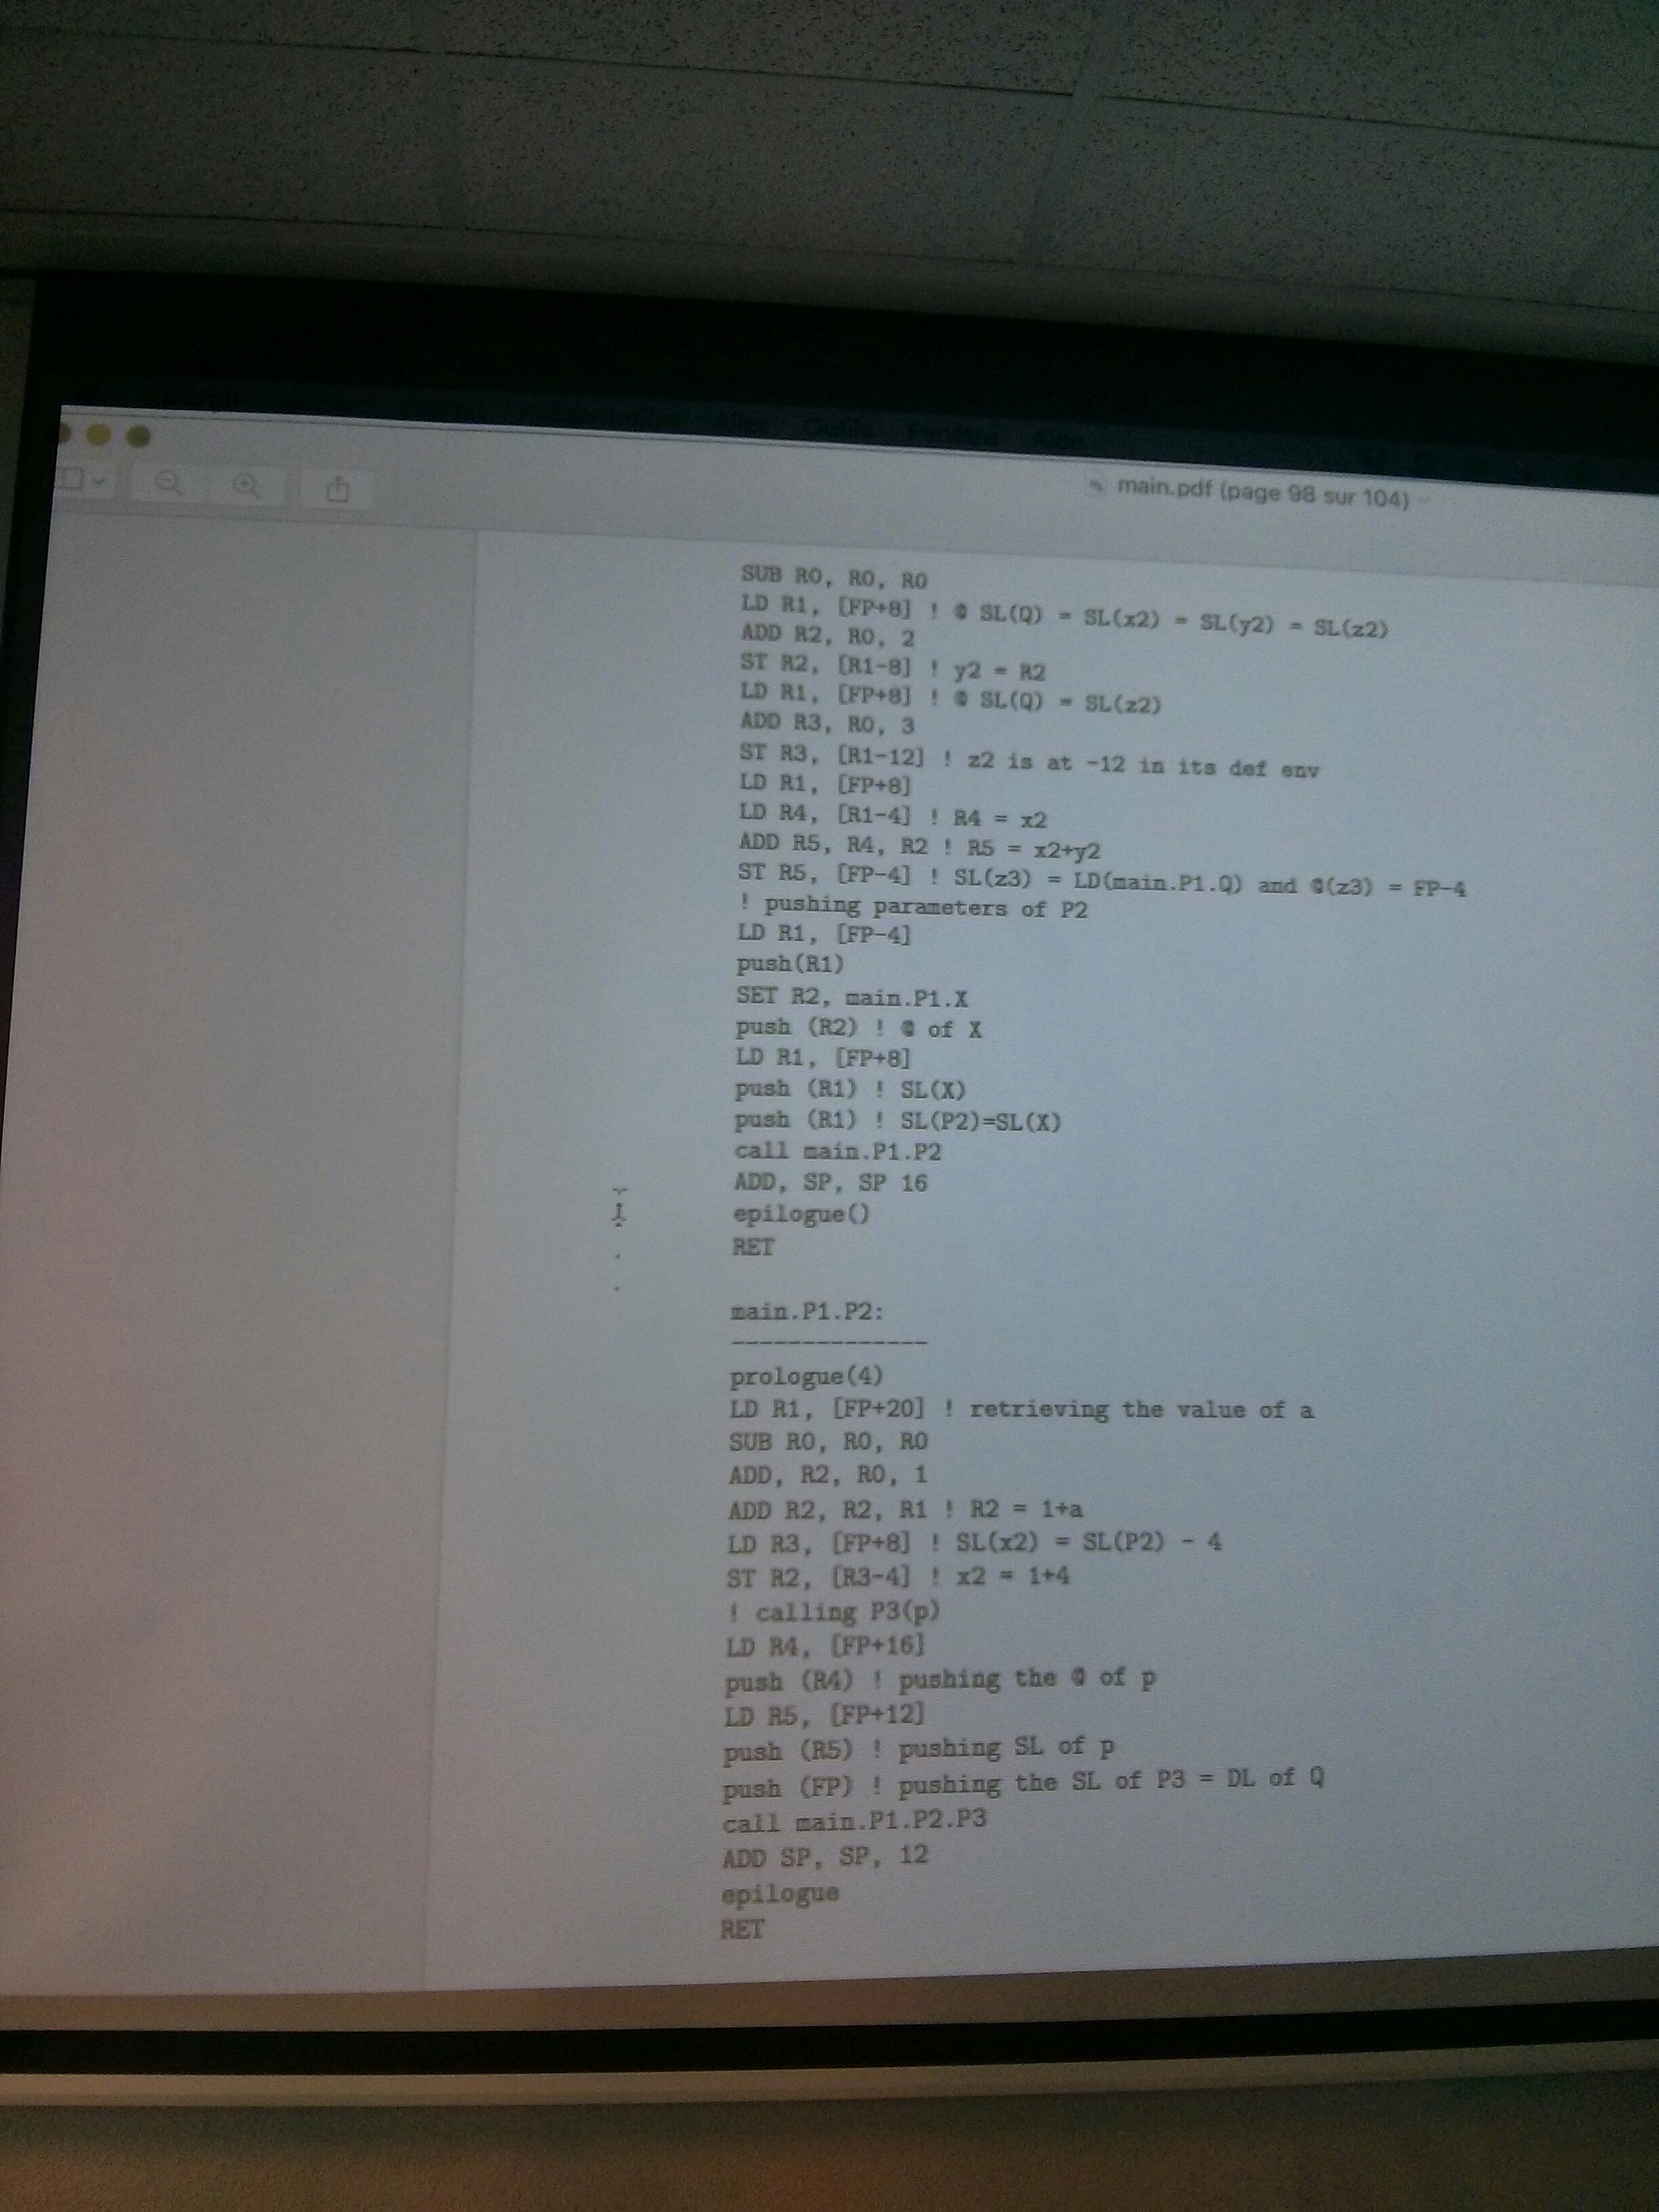 Aller Outils Fenêtre Aide
main.pdf (page 98 sur 104)
SUB R0, R0, R0
LD R1, [FP+8] ! @ SL(Q) = SL(x2) = SL(y2) = SL(z2)
ADD R2, R0, 2
ST R2, [R1-8] ! y2 = R2
LD R1, [FP+8] ! @ SL(Q) = SL(z2)
ADD R3, R0, 3
ST R3, [R1-12] ! z2 is at -12 in its def env
LD R1, [FP+8]
LD R4, [R1-4] ! R4 = x2
ADD R5, R4, R2 ! R5 = x2+y2
ST R5, [FP-4] ! SL(z3) = LD(main.P1.Q) and @(z3) = FP-4
! pushing parameters of P2
LD R1, [FP-4]
push(R1)
SET R2, main.P1.X
push (R2) ! @ of X
LD R1, [FP+8]
push (R1) ! SL(X)
push (R1) ! SL(P2)=SL(X)
call main.P1.P2
ADD, SP, SP 16
epilogue()
RET
main.P1.P2:
--------------
prologue(4)
LD R1, [FP+20] ! retrieving the value of a
SUB R0, R0, R0
ADD, R2, R0, 1
ADD R2, R2, R1 ! R2 = 1+a
LD R3, [FP+8] ! SL(x2) = SL(P2) - 4
ST R2, [R3-4] ! x2 = 1+4
! calling P3(p)
LD R4, [FP+16]
push (R4) ! pushing the @ of p
LD R5, [FP+12]
push (R5) ! pushing SL of p
push (FP) ! pushing the SL of P3 = DL of Q
call main.P1.P2.P3
ADD SP, SP, 12
epilogue
RET